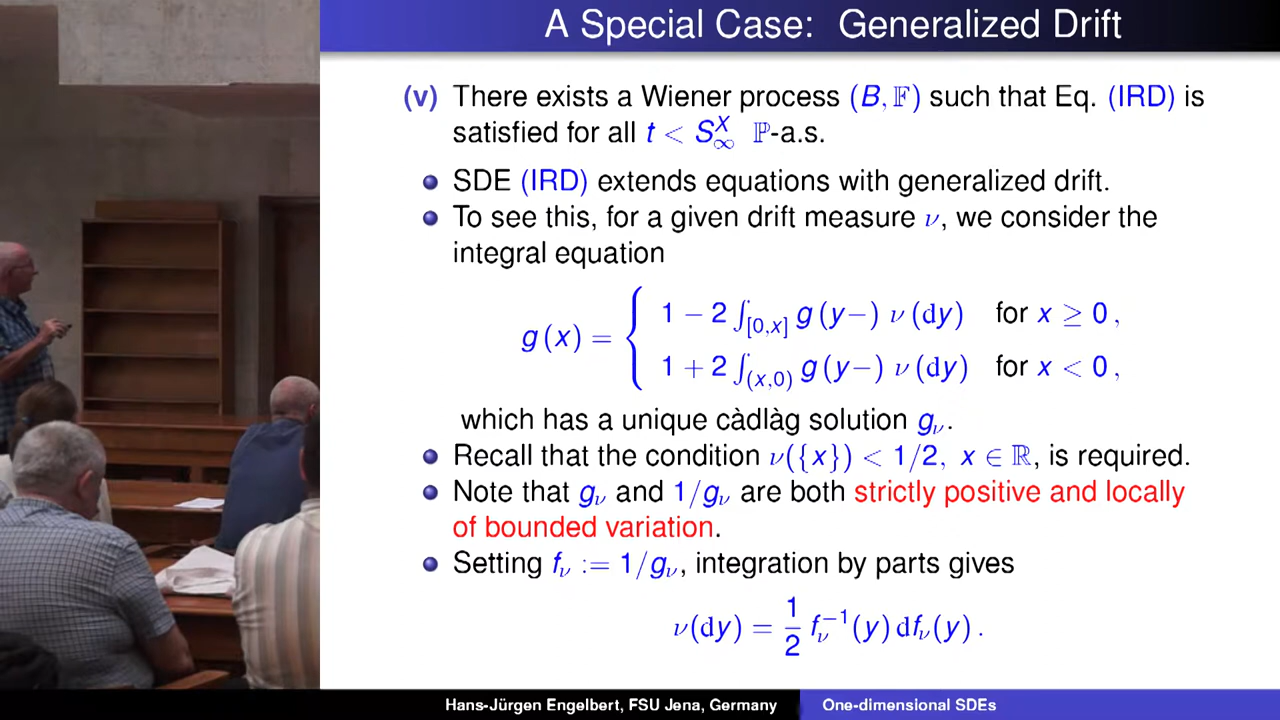 A Special Case: Generalized Drift
(v) There exists a Wiener process (B, 𝔽) such that Eq. (IRD) is
satisfied for all t < S^X_∞ ℙ-a.s.
SDE (IRD) extends equations with generalized drift.
To see this, for a given drift measure ν, we consider the
integral equation
g(x) = { 1 − 2 ∫_{[0,x]} g(y−) ν(dy) for x ≥ 0,
1 + 2 ∫_{(x,0)} g(y−) ν(dy) for x < 0,
which has a unique càdlàg solution g_ν.
Recall that the condition ν({x}) < 1/2, x ∈ ℝ, is required.
Note that g_ν and 1/g_ν are both strictly positive and locally
of bounded variation.
Setting f_ν := 1/g_ν, integration by parts gives
ν(dy) = 1/2 f_ν^{-1}(y) df_ν(y).
Hans-Jürgen Engelbert, FSU Jena, Germany One-dimensional SDEs